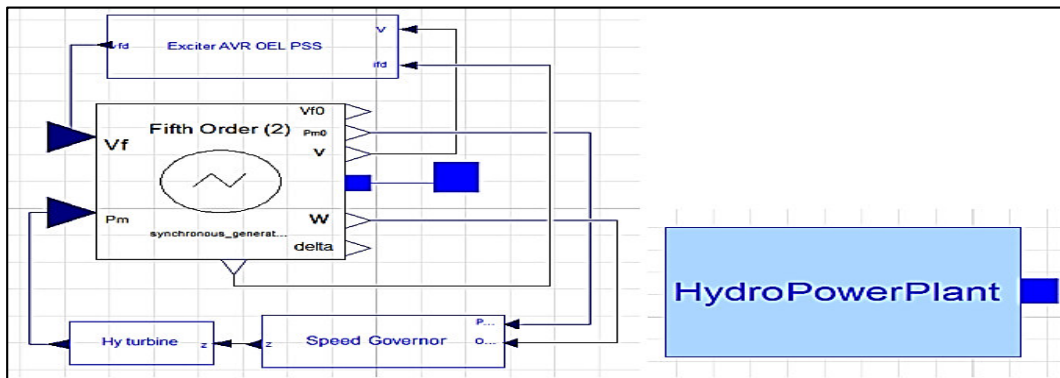 V
vfd
Exciter AVR OEL PSS
ifd
Vf0
Fifth Order (2)
Pm0
Vf
V
Pm
W
synchronous_generat...
delta
HydroPowerPlant
P...
Hy turbine
z
z
Speed Governor
O...